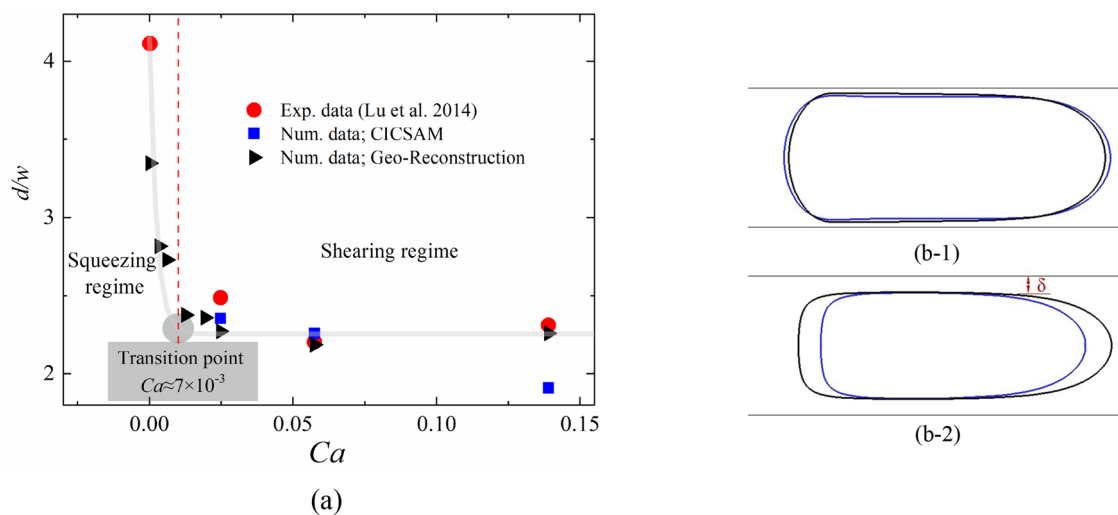 4
3
2
d/w
Exp. data (Lu et al. 2014)
Num. data; CICSAM
Num. data; Geo-Reconstruction
Squeezing
regime
Shearing regime
Transition point
Ca≈7×10⁻³
0.00
0.05
0.10
0.15
Ca
(a)
(b-1)
δ
(b-2)